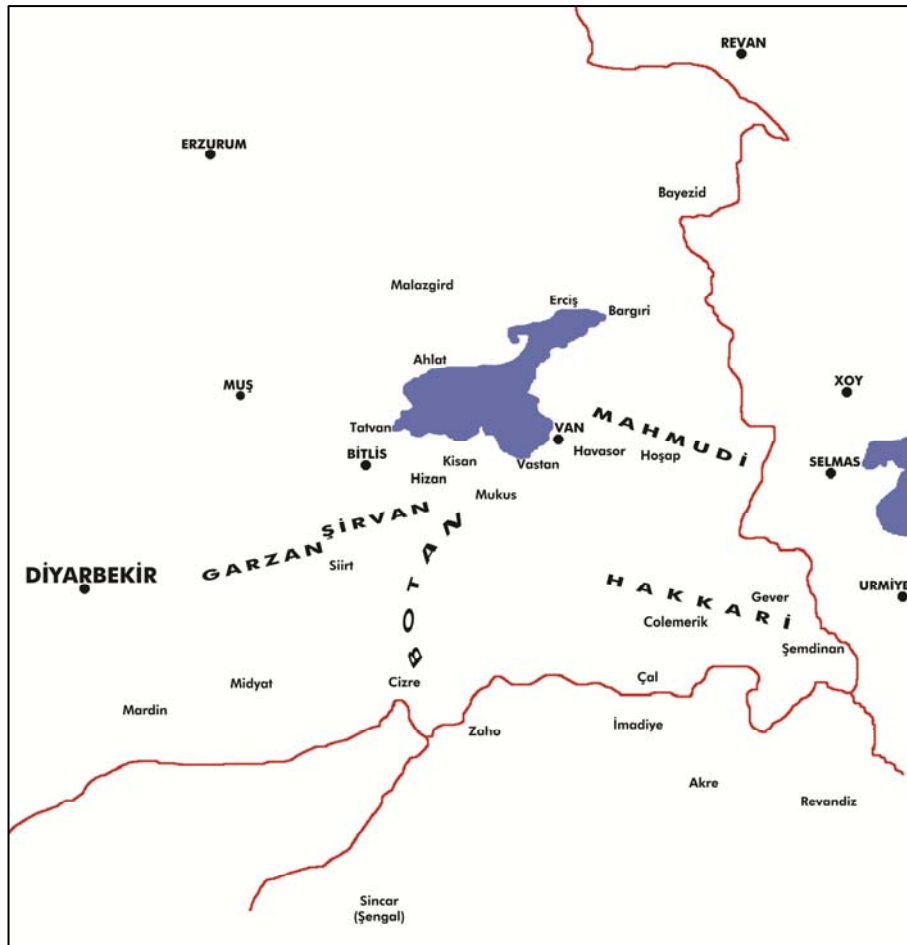 REVAN
ERZURUM
Bayezid
Malazgird
Erciş
Bargıri
Ahlat
XOY
MUŞ
MAHMUDİ
Tatvan
VAN
Havasor
Hoşap
BİTLİS
Kisan
Vastan
SELMAS
Hizan
Mukus
ŞİRVAN
GARZAN
BOTAN
Siirt
DİYARBEKİR
HAKKARİ
Gever
URMİYE
Colemerik
Şemdinan
Midyat
Cizre
Çal
Mardin
Zaho
İmadiye
Akre
Revandiz
Sincar
(Şengal)